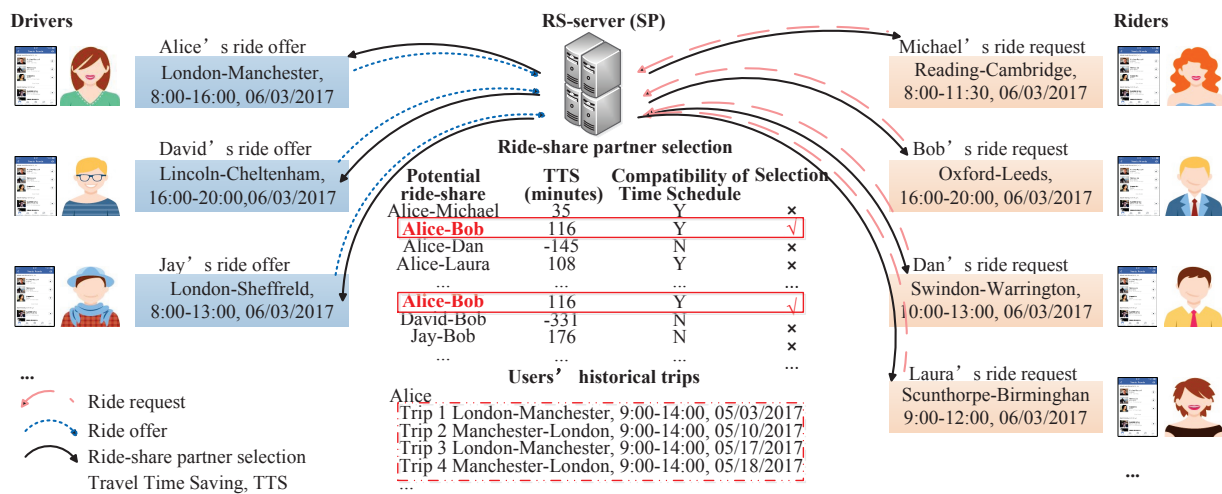 Drivers
RS-server (SP)
Riders
Alice’s ride offer
London-Manchester,
8:00-16:00, 06/03/2017
David’s ride offer
Lincoln-Cheltenham,
16:00-20:00,06/03/2017
Jay’s ride offer
London-Sheffreld,
8:00-13:00, 06/03/2017
...
Ride request
Ride offer
Ride-share partner selection
Travel Time Saving, TTS
Ride-share partner selection
Potential ride-share TTS (minutes) Compatibility of Time Schedule Selection
Alice-Michael 35 Y ×
Alice-Bob 116 Y √
Alice-Dan -145 N ×
Alice-Laura 108 Y ×
... ... ... ...
Alice-Bob 116 Y √
David-Bob -331 N ×
Jay-Bob 176 N ×
... ... ... ...
Users’ historical trips
Alice
Trip 1 London-Manchester, 9:00-14:00, 05/03/2017
Trip 2 Manchester-London, 9:00-14:00, 05/10/2017
Trip 3 London-Manchester, 9:00-14:00, 05/17/2017
Trip 4 Manchester-London, 9:00-14:00, 05/18/2017
...
Michael’s ride request
Reading-Cambridge,
8:00-11:30, 06/03/2017
Bob’s ride request
Oxford-Leeds,
16:00-20:00, 06/03/2017
Dan’s ride request
Swindon-Warrington,
10:00-13:00, 06/03/2017
Laura’s ride request
Scunthorpe-Birminghan
9:00-12:00, 06/03/2017
...